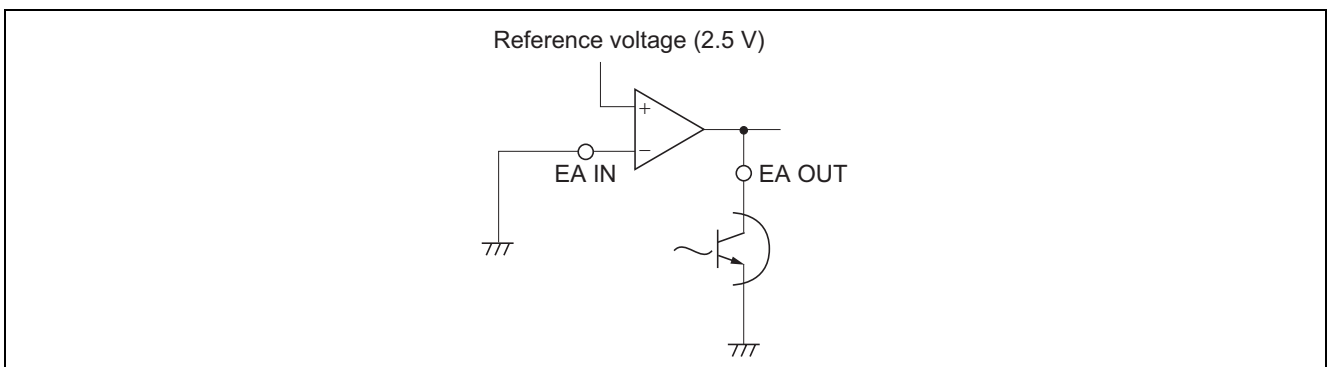 Reference voltage (2.5 V)
+
−
EA IN
EA OUT